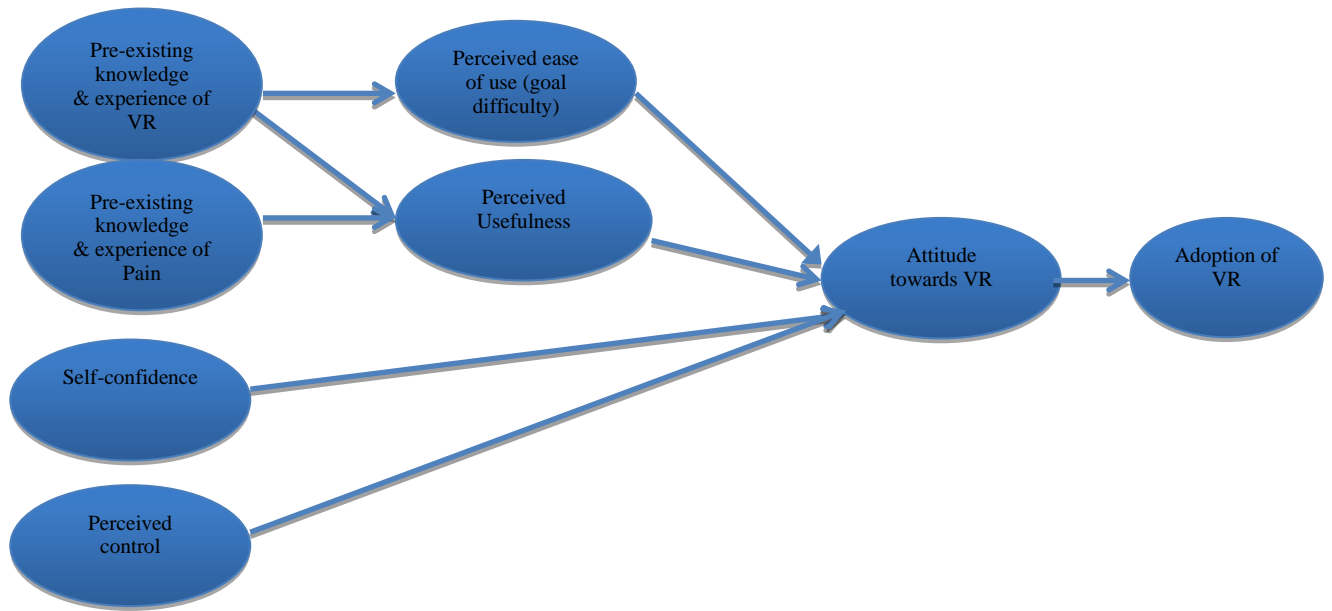 Pre-existing
knowledge
& experience of
VR
Perceived ease
of use (goal
difficulty)
Pre-existing
knowledge
& experience of
Pain
Perceived
Usefulness
Attitude
towards VR
Adoption of
VR
Self-confidence
Perceived
control